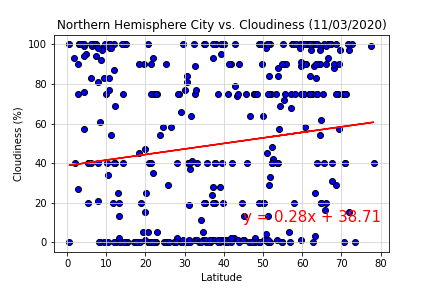 Northern Hemisphere City vs. Cloudiness (11/03/2020)
Cloudiness (%)
100
80
60
40
20
0
y = 0.28x + 38.71
0 10 20 30 40 50 60 70 80
Latitude